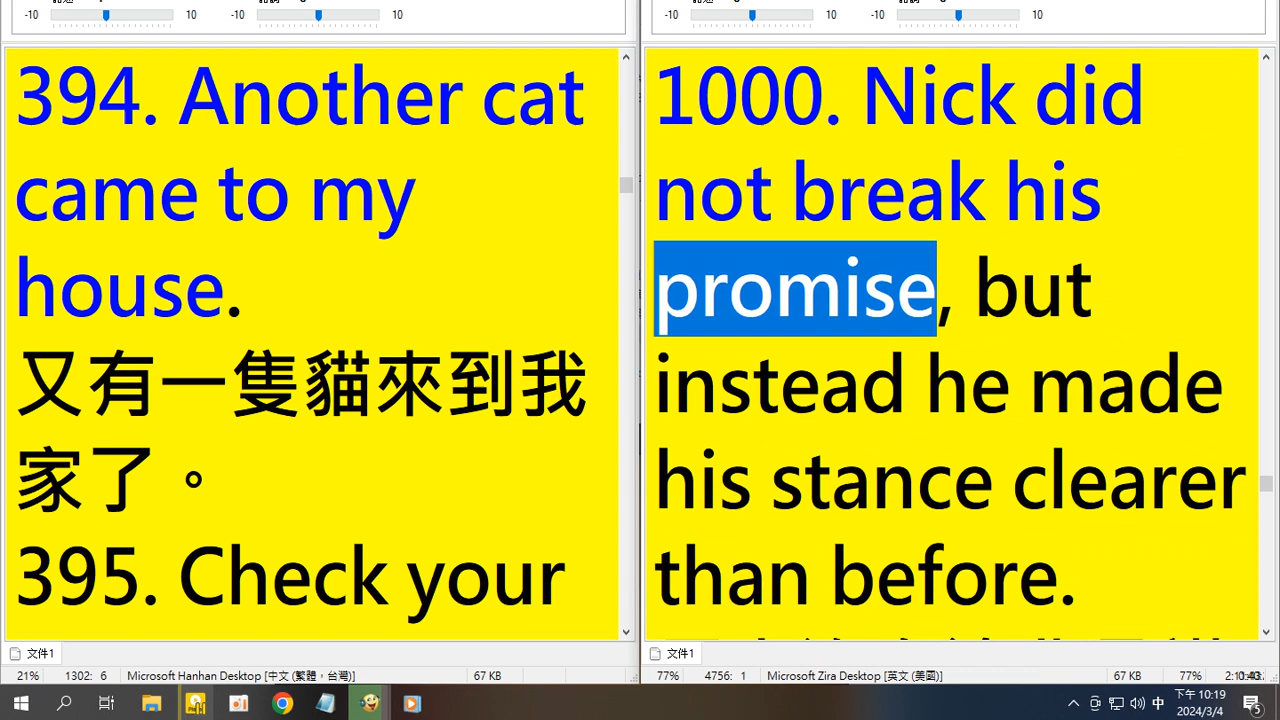 -10 10 -10 10
394. Another cat
came to my
house.
又有一隻貓來到我
家了。
395. Check your
文件1
21% 1302: 6 Microsoft Hanhan Desktop [中文 (繁體，台灣)] 67 KB
-10 10 -10 10
1000. Nick did
not break his
promise, but
instead he made
his stance clearer
than before.
文件1
77% 4756: 1 Microsoft Zira Desktop [英文 (美國)] 67 KB 77%
中
下午 10:19
2024/3/4
5